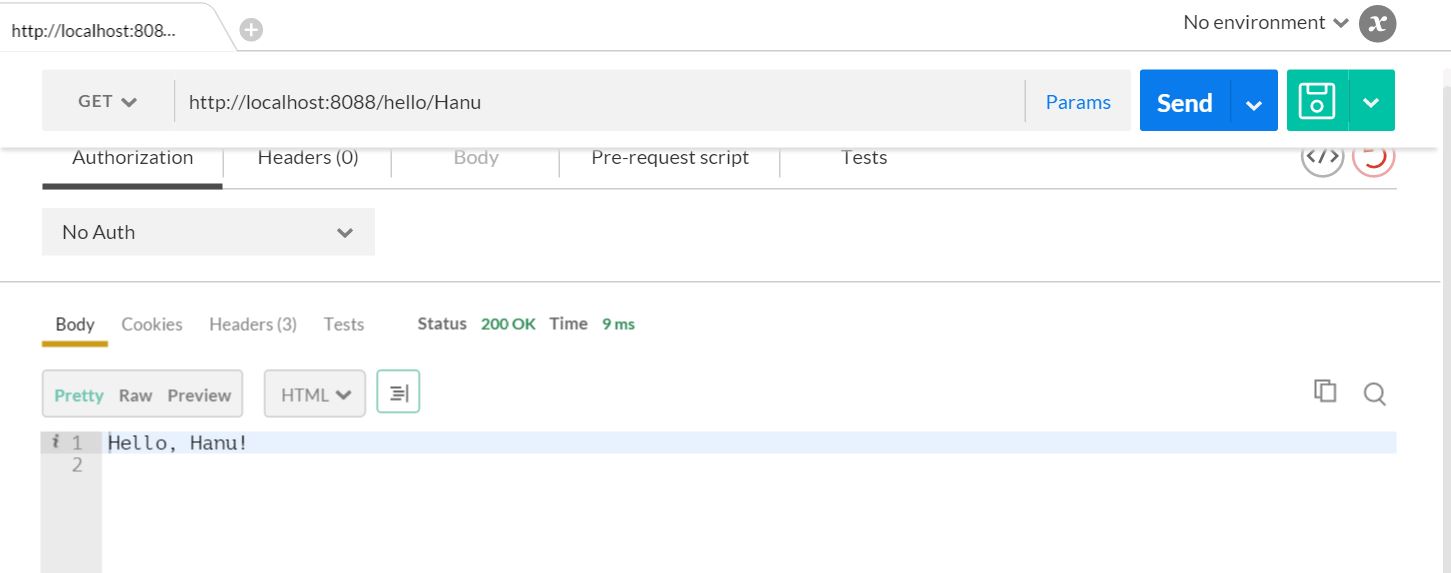 http://localhost:808...
No environment
GET http://localhost:8088/hello/Hanu Params Send
Authorization Headers (0) Body Pre-request script Tests
No Auth
Body Cookies Headers (3) Tests Status 200 OK Time 9 ms
Pretty Raw Preview HTML
i 1 Hello, Hanu!
2